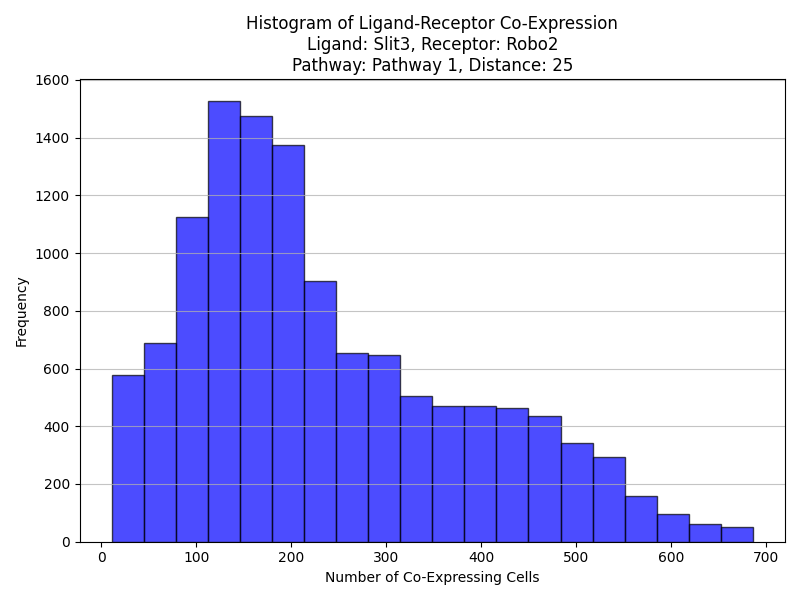 Histogram of Ligand-Receptor Co-Expression
Ligand: Slit3, Receptor: Robo2
Pathway: Pathway 1, Distance: 25
1600
1400
1200
1000
800
600
400
200
0
Frequency
0 100 200 300 400 500 600 700
Number of Co-Expressing Cells